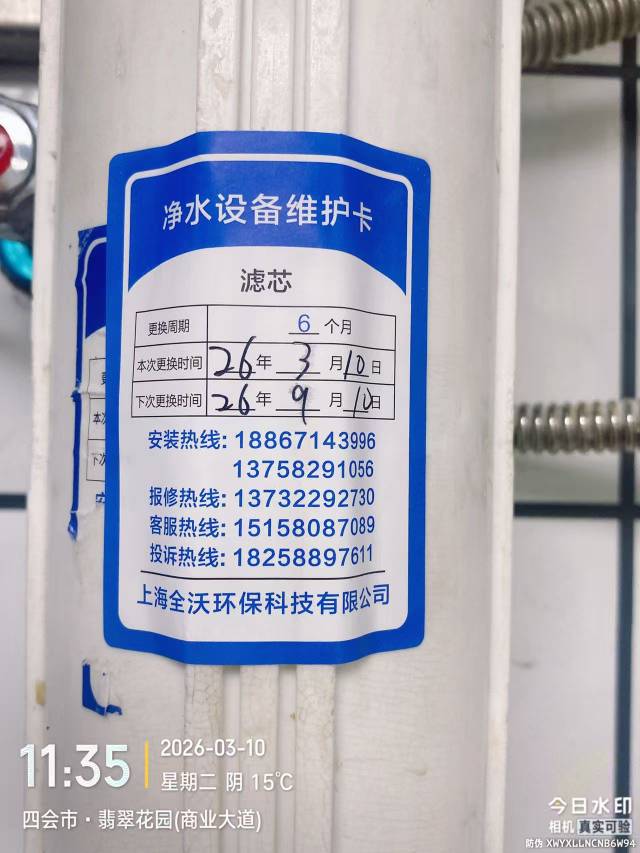 净水设备维护卡
滤芯
更换周期 6 个月
本次更换时间 26 年 3 月 10 日
下次更换时间 26 年 9 月 10 日
安装热线: 18867143996
13758291056
报修热线: 13732292730
客服热线: 15158087089
投诉热线: 18258897611
上海全沃环保科技有限公司
11:35
2026-03-10
星期二 阴 15℃
四会市·翡翠花园(商业大道)
今日水印
相机 真实可验
防伪 XWYXLLNCNB6W94